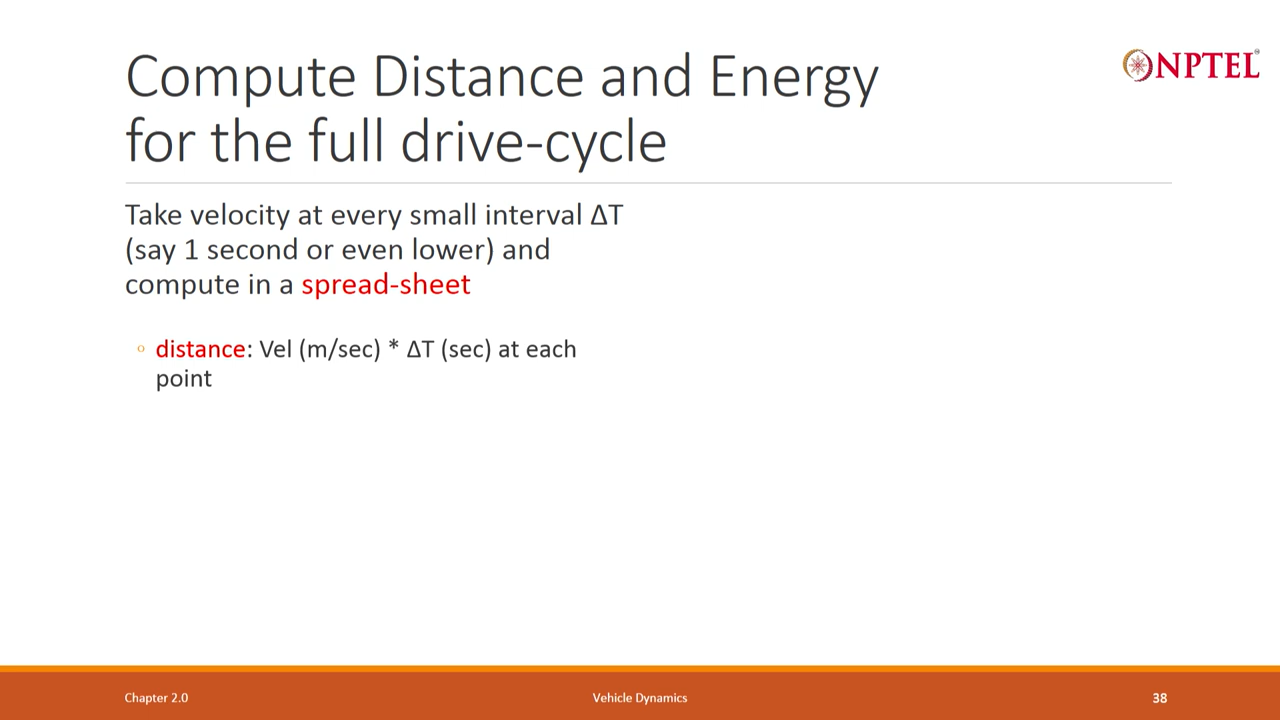 Compute Distance and Energy
for the full drive-cycle
NPTEL
Take velocity at every small interval ΔT
(say 1 second or even lower) and
compute in a spread-sheet
distance: Vel (m/sec) * ΔT (sec) at each
point
Chapter 2.0
Vehicle Dynamics
38